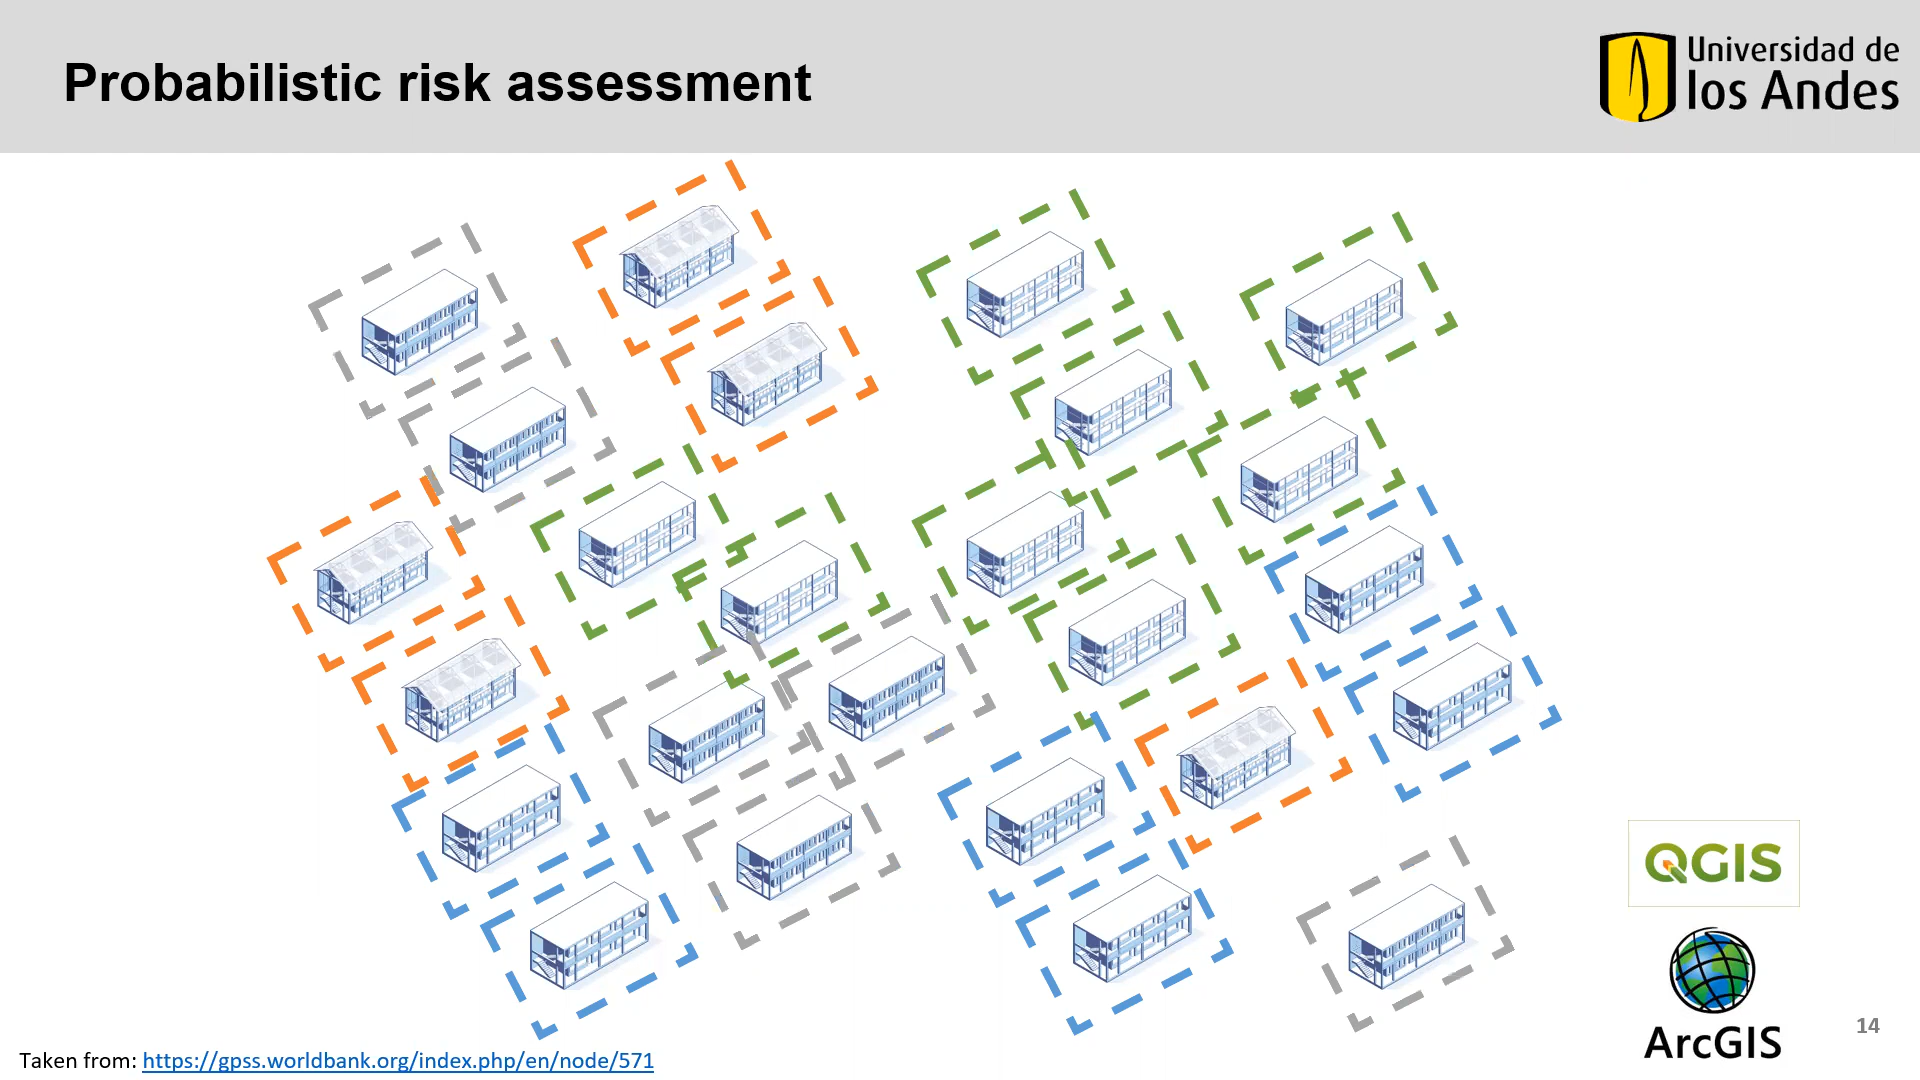 Probabilistic risk assessment
Universidad de
los Andes
QGIS
ArcGIS
14
Taken from: https://gpss.worldbank.org/index.php/en/node/571